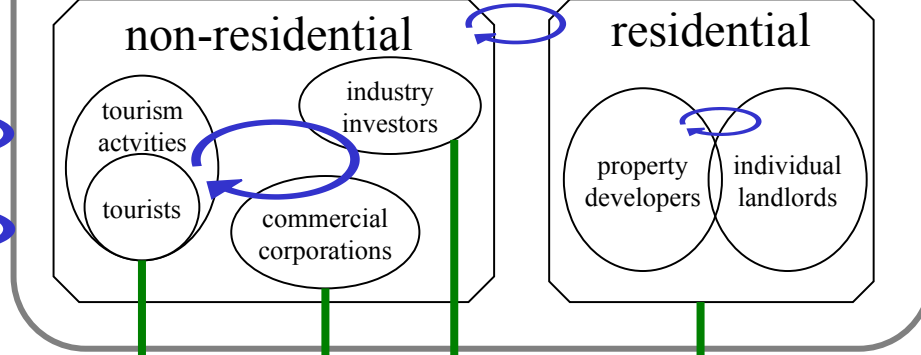 non-residential
residential
tourism
actvities
tourists
industry
investors
commercial
corporations
property
developers
individual
landlords